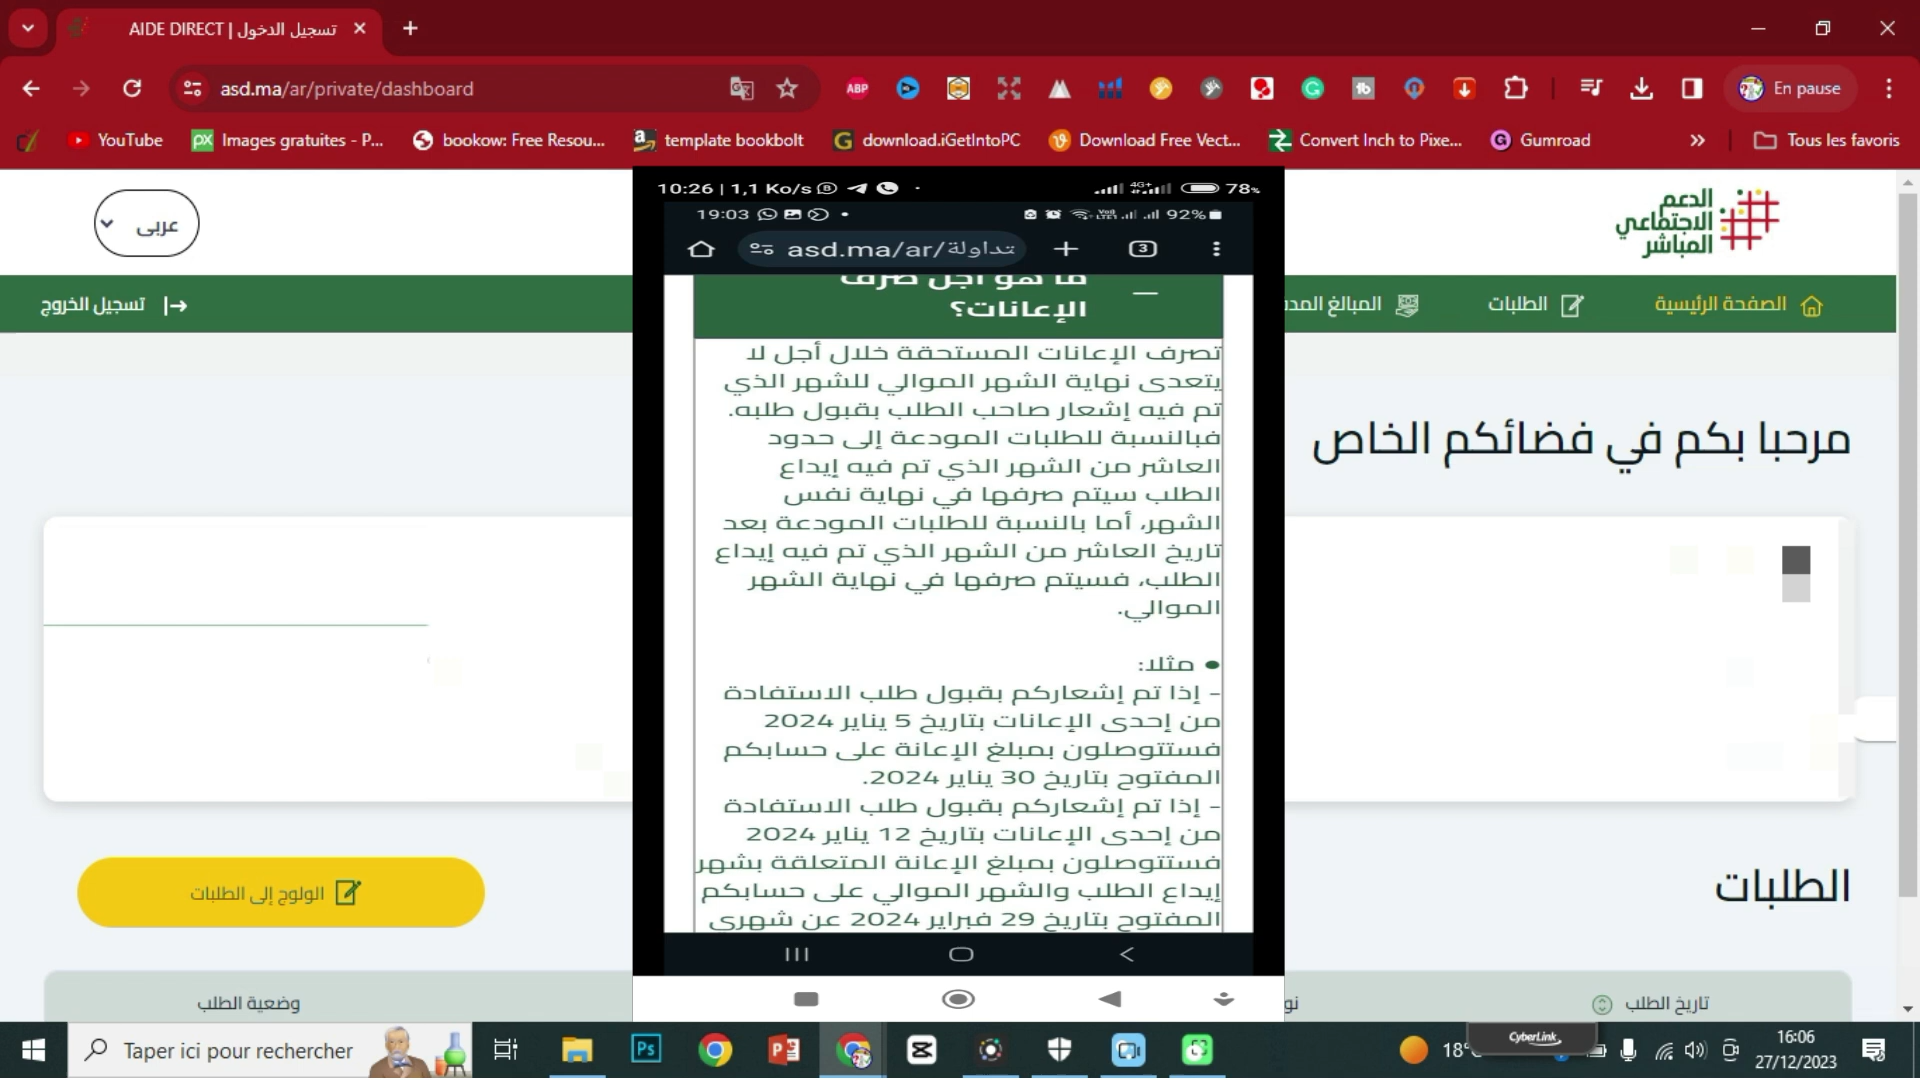 AIDE DIRECT | تسجيل الدخول
asd.ma/ar/private/dashboard
ABP
En pause
YouTube
Images gratuites - P...
bookow: Free Resou...
template bookbolt
download.iGetIntoPC
Download Free Vect...
Convert Inch to Pixe...
Gumroad
Tous les favoris
الدعم
الاجتماعي
المباشر
عربى
الصفحة الرئيسية
الطلبات
تسجيل الخروج
مرحبا بكم في فضائكم الخاص
10:26 | 1,1 Ko/s
4G+
78%
19:03
92%
asd.ma/ar/تداولة
3
ما هو أجل صرف
الإعانات؟
تصرف الإعانات المستحقة خلال أجل لا
يتعدى نهاية الشهر الموالي للشهر الذي
تم فيه إشعار صاحب الطلب بقبول طلبه.
فبالنسبة للطلبات المودعة إلى حدود
العاشر من الشهر الذي تم فيه إيداع
الطلب سيتم صرفها في نهاية نفس
الشهر، أما بالنسبة للطلبات المودعة بعد
تاريخ العاشر من الشهر الذي تم فيه إيداع
الطلب، فسيتم صرفها في نهاية الشهر
الموالي.
• مثلا:
- إذا تم إشعاركم بقبول طلب الاستفادة
من إحدى الإعانات بتاريخ 5 يناير 2024
فستتوصلون بمبلغ الإعانة على حسابكم
المفتوح بتاريخ 30 يناير 2024.
- إذا تم إشعاركم بقبول طلب الاستفادة
من إحدى الإعانات بتاريخ 12 يناير 2024
فستتوصلون بمبلغ الإعانة المتعلقة بشهر
إيداع الطلب والشهر الموالي على حسابكم
المفتوح بتاريخ 29 فبراير 2024 عن شهري
الطلبات
الولوج إلى الطلبات
تاريخ الطلب
وضعية الطلب
Taper ici pour rechercher
Ps
CyberLink
16:06
27/12/2023